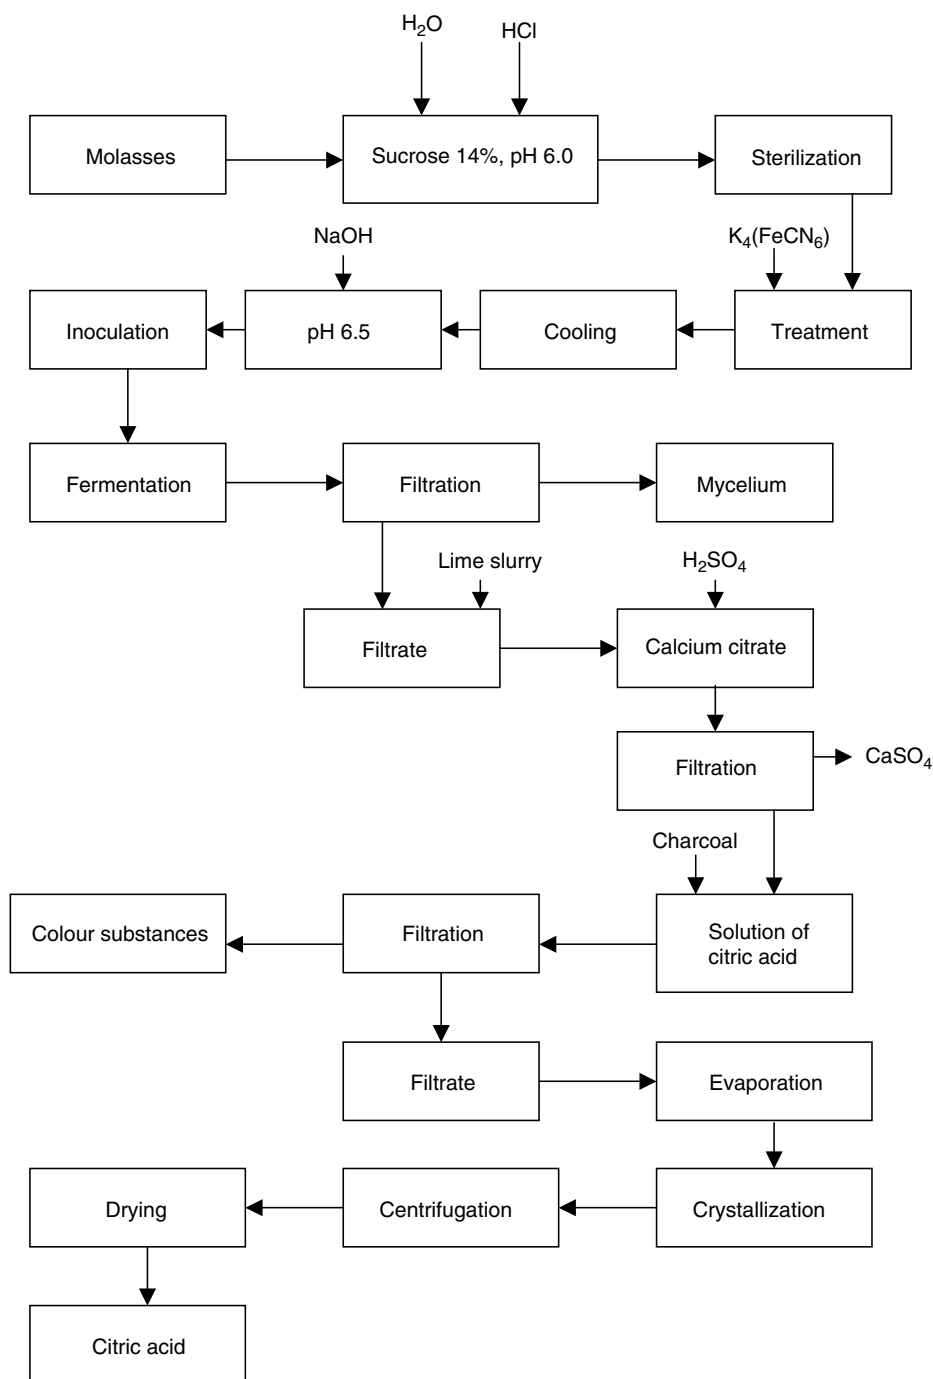 H₂O
HCl
Molasses
Sucrose 14%, pH 6.0
Sterilization
NaOH
K₄(FeCN₆)
Inoculation
pH 6.5
Cooling
Treatment
Fermentation
Filtration
Mycelium
Lime slurry
H₂SO₄
Filtrate
Calcium citrate
Filtration
CaSO₄
Charcoal
Colour substances
Filtration
Solution of
citric acid
Filtrate
Evaporation
Drying
Centrifugation
Crystallization
Citric acid